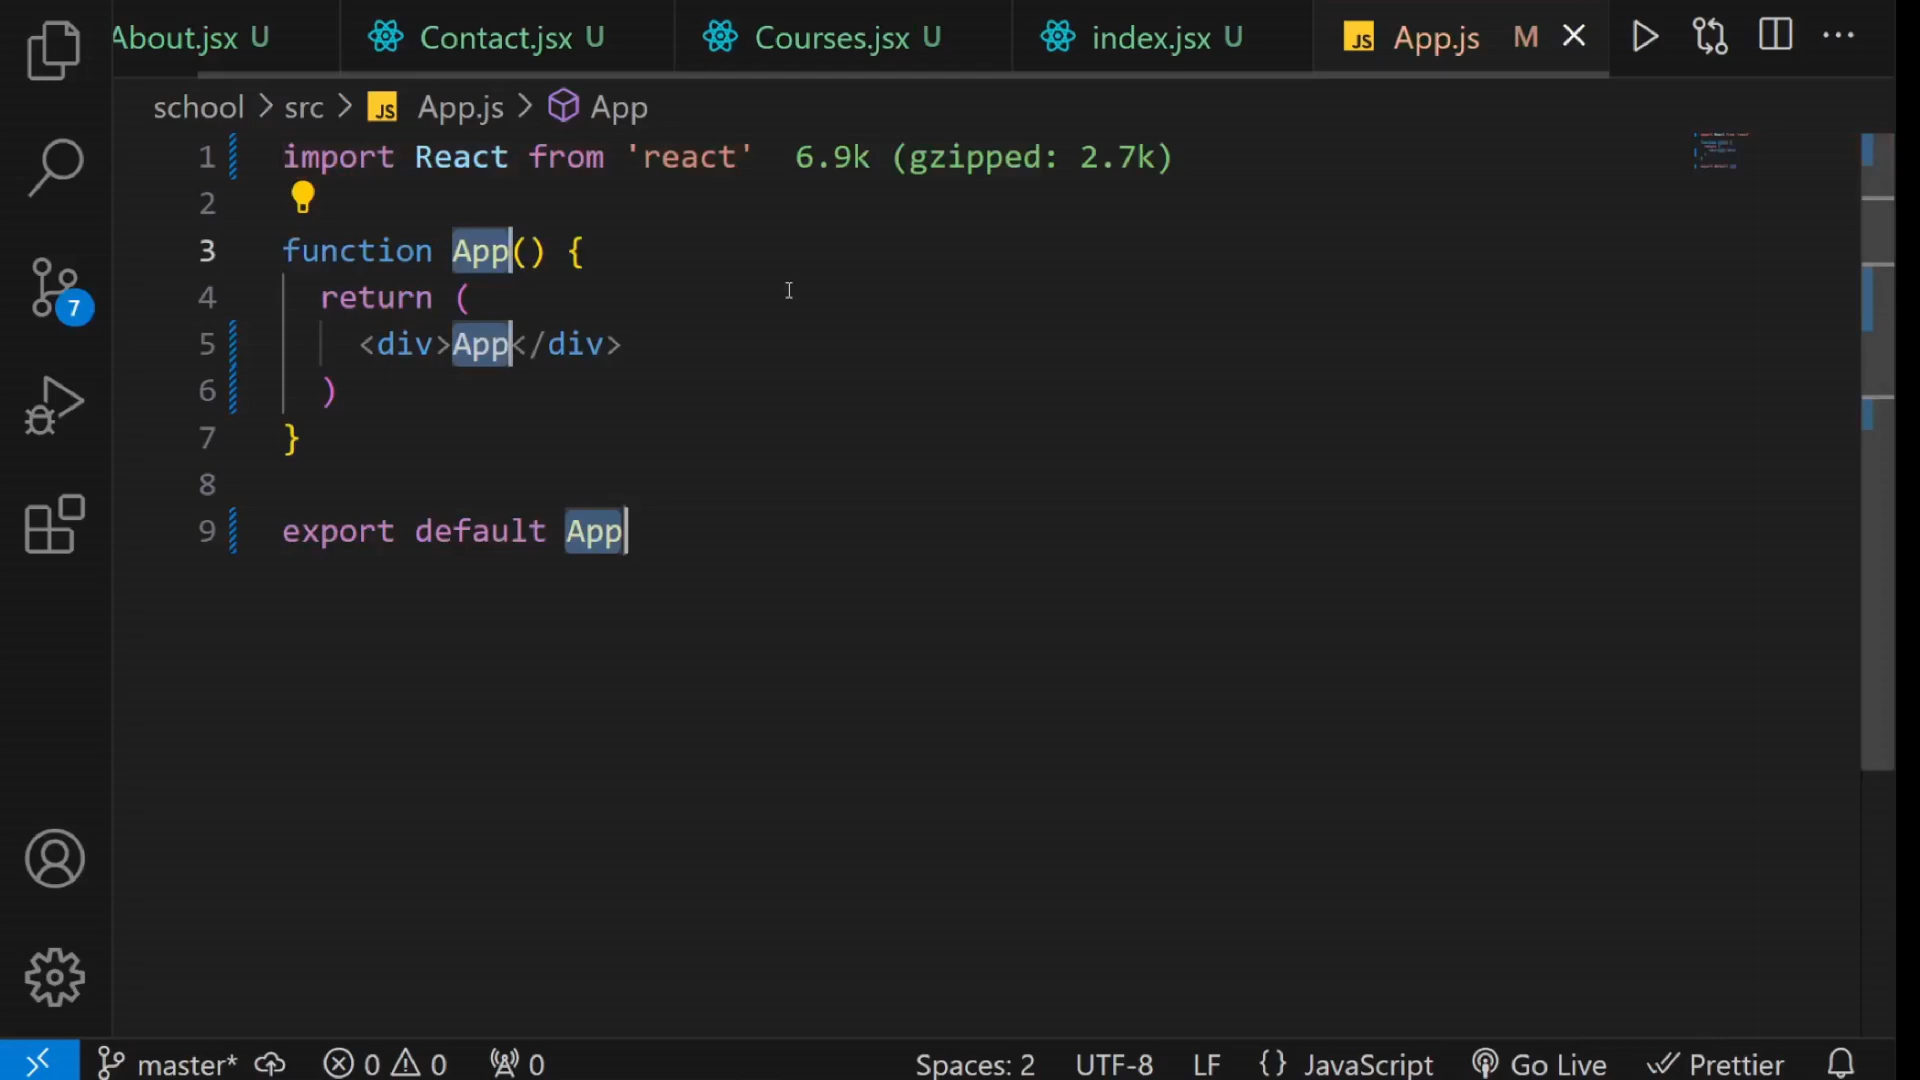 About.jsx U Contact.jsx U Courses.jsx U index.jsx U JS App.js M
school > src > JS App.js > App
1 import React from 'react' 6.9k (gzipped: 2.7k)
2
3 function App() {
4 return (
5 <div>App</div>
6 )
7 }
8
9 export default App
7
master* 0 0 0 Spaces: 2 UTF-8 LF {} JavaScript Go Live Prettier